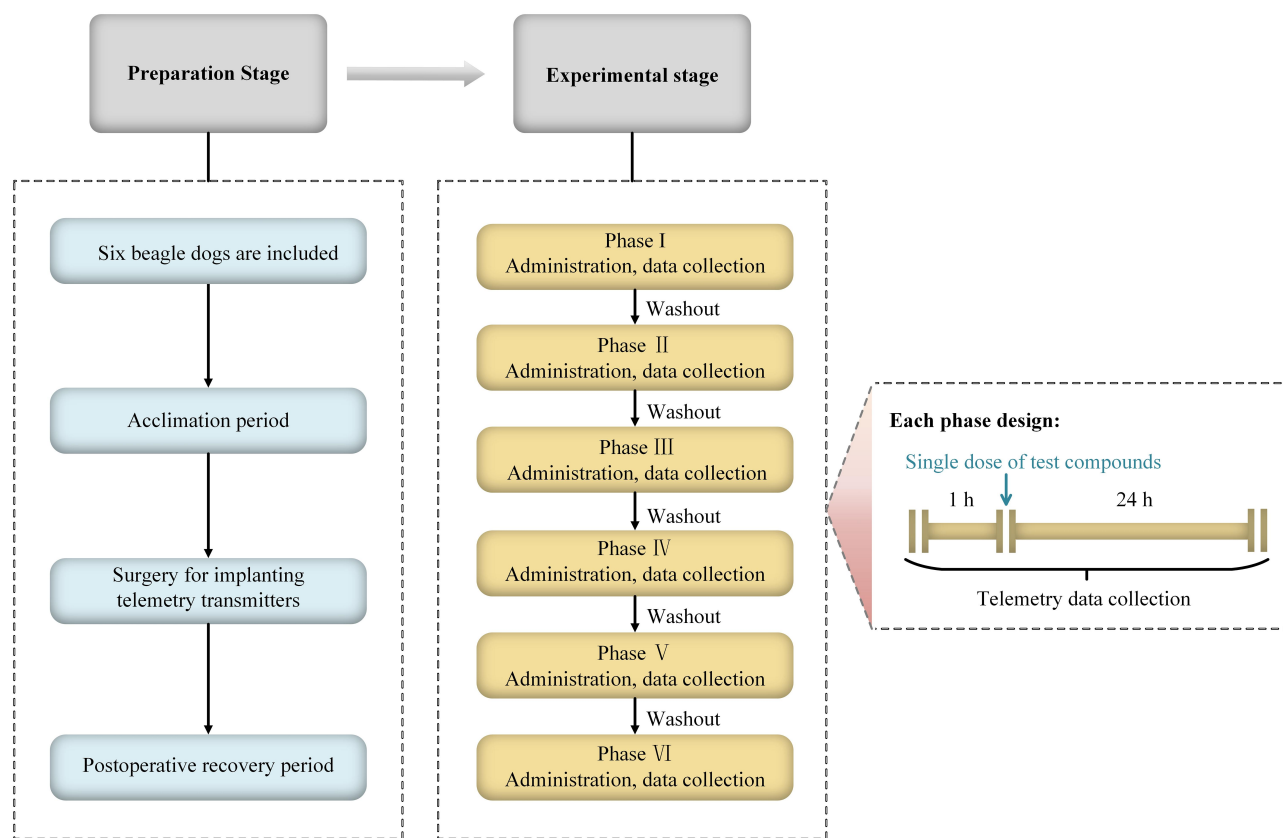 Preparation Stage
Experimental stage
Six beagle dogs are included
Acclimation period
Surgery for implanting
telemetry transmitters
Postoperative recovery period
Phase I
Administration, data collection
Washout
Phase Ⅱ
Administration, data collection
Washout
Phase Ⅲ
Administration, data collection
Washout
Phase Ⅳ
Administration, data collection
Washout
Phase Ⅴ
Administration, data collection
Washout
Phase Ⅵ
Administration, data collection
Each phase design:
Single dose of test compounds
1 h
24 h
Telemetry data collection